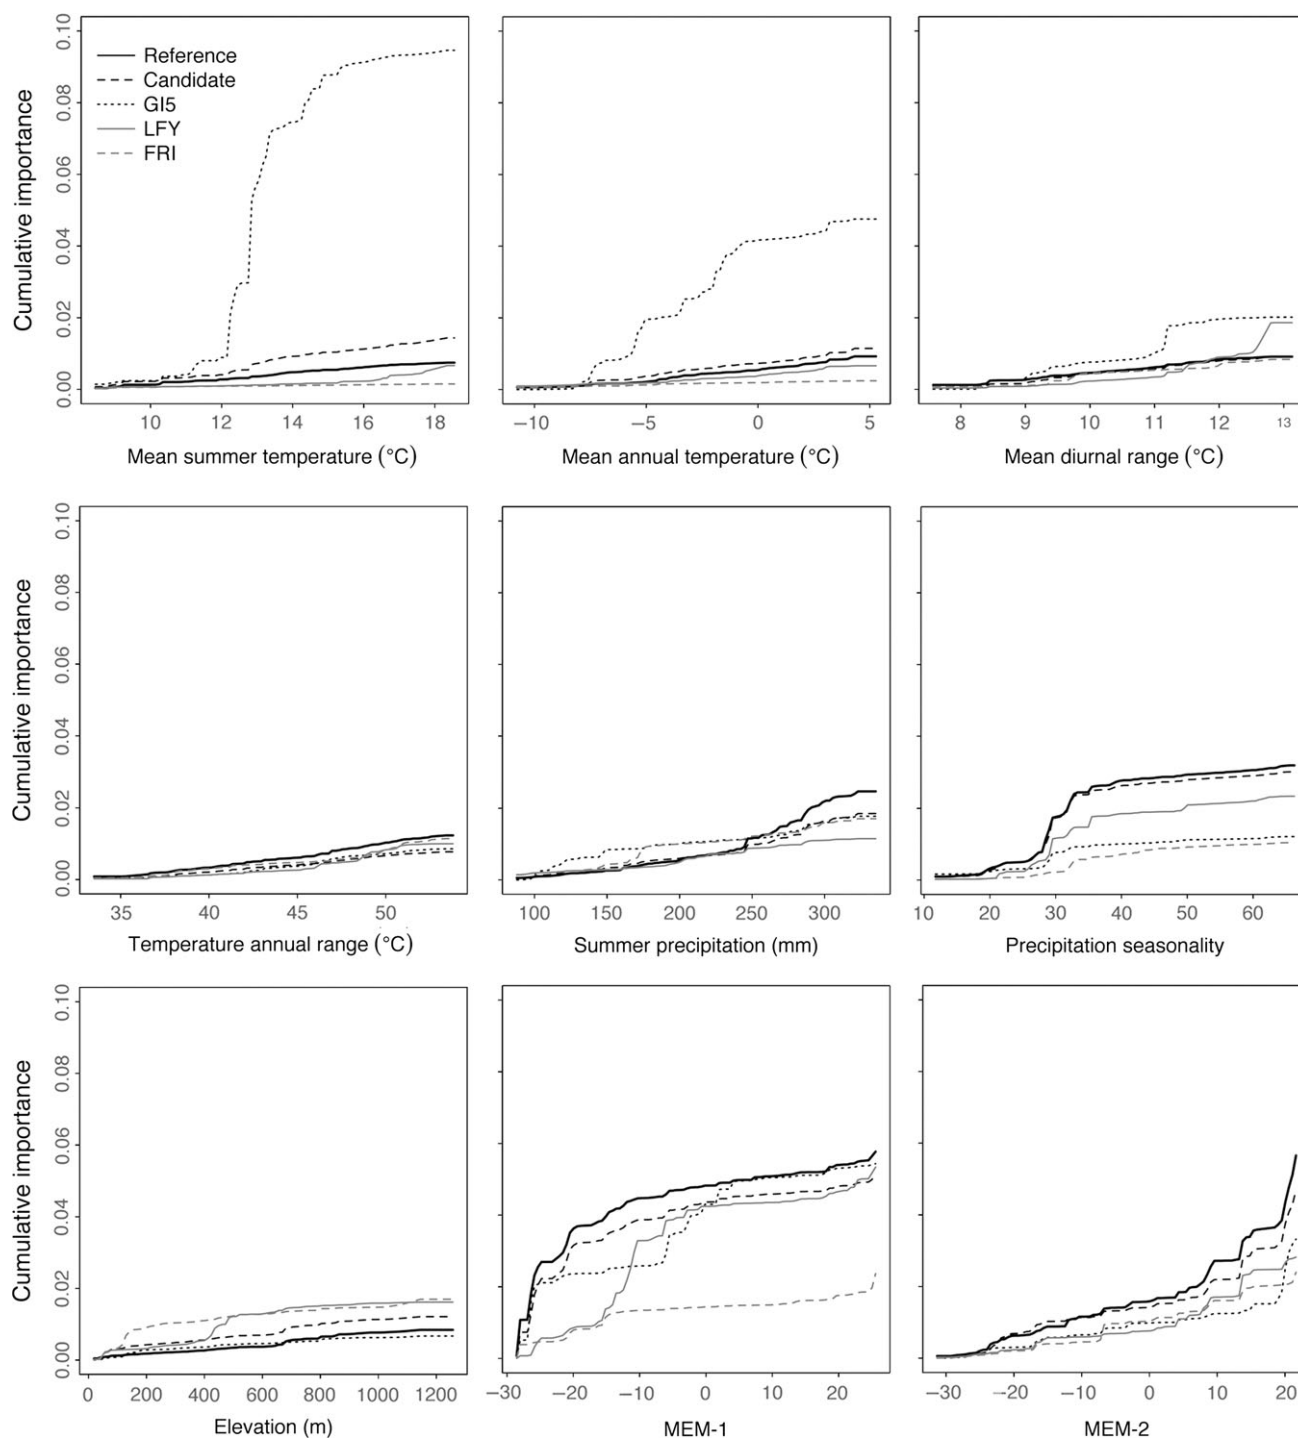 Cumulative importance
0.00 0.02 0.04 0.06 0.08 0.10
Reference
Candidate
GI5
LFY
FRI
10 12 14 16 18
Mean summer temperature (°C)
−10 −5 0 5
Mean annual temperature (°C)
8 9 10 11 12 13
Mean diurnal range (°C)
Cumulative importance
0.00 0.02 0.04 0.06 0.08 0.10
35 40 45 50
Temperature annual range (°C)
100 150 200 250 300
Summer precipitation (mm)
10 20 30 40 50 60
Precipitation seasonality
Cumulative importance
0.00 0.02 0.04 0.06 0.08 0.10
0 200 400 600 800 1000 1200
Elevation (m)
−30 −20 −10 0 10 20
MEM-1
−30 −20 −10 0 10 20
MEM-2